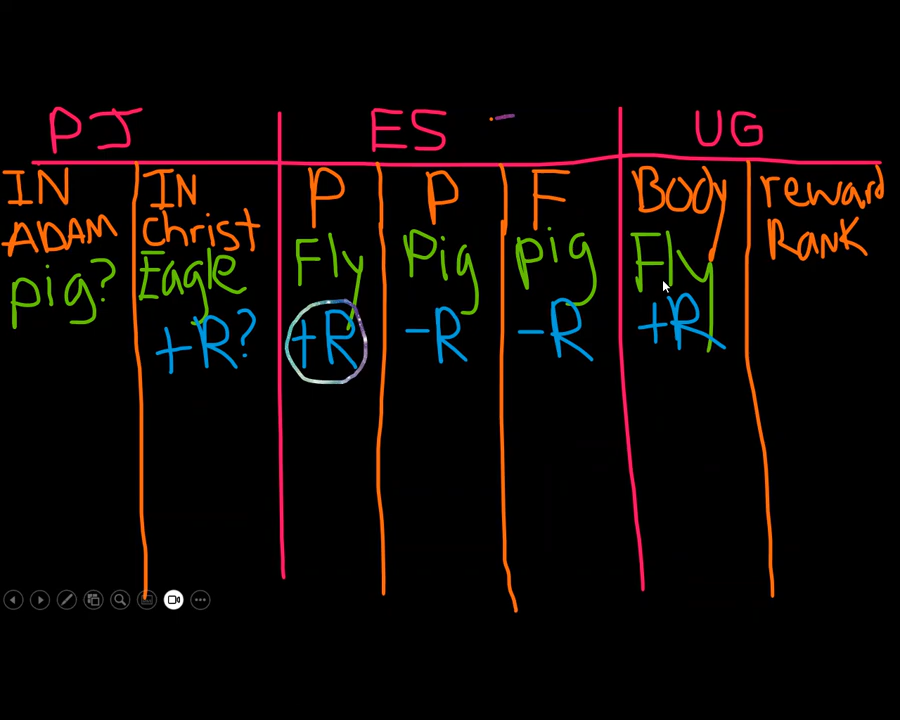 PJ ES UG
IN ADAM IN Christ P P F Body reward RANK
pig? Eagle Fly Pig pig Fly
+R? +R -R -R +R